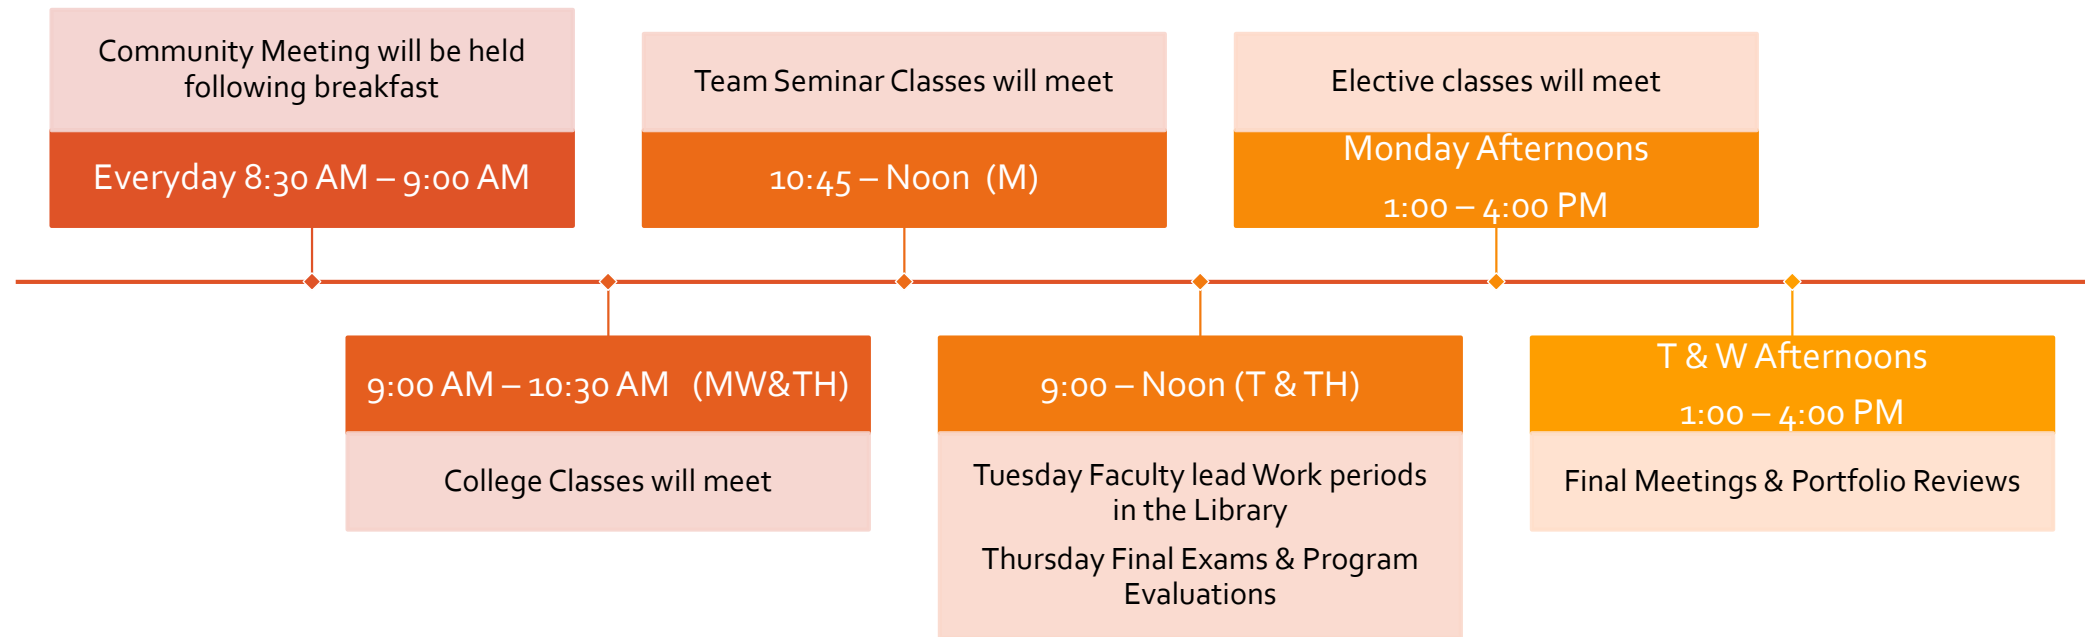 Community Meeting will be held
following breakfast
Everyday 8:30 AM – 9:00 AM
9:00 AM – 10:30 AM (MW&TH)
College Classes will meet
Team Seminar Classes will meet
10:45 – Noon (M)
9:00 – Noon (T & TH)
Tuesday Faculty lead Work periods
in the Library
Thursday Final Exams & Program
Evaluations
Elective classes will meet
Monday Afternoons
1:00 – 4:00 PM
T & W Afternoons
1:00 – 4:00 PM
Final Meetings & Portfolio Reviews